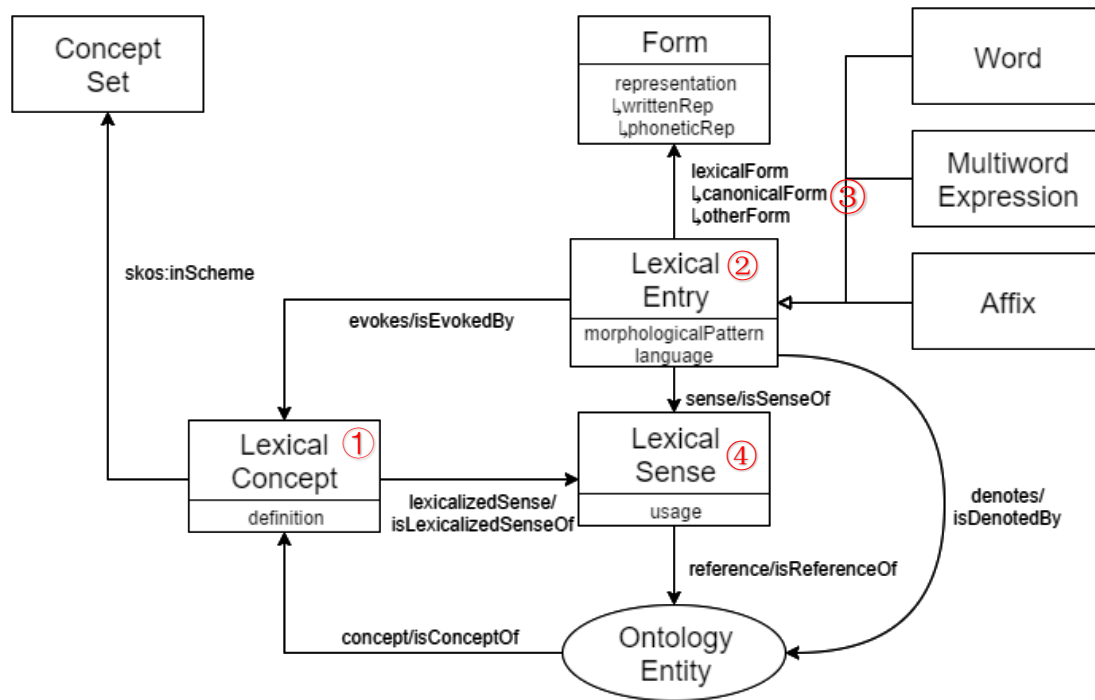 Concept
Set
Form
representation
↳writtenRep
↳phoneticRep
Word
Multiword
Expression
Affix
lexicalForm
↳canonicalForm ③
↳otherForm
skos:inScheme
Lexical ②
Entry
morphologicalPattern
language
evokes/isEvokedBy
sense/isSenseOf
Lexical ①
Concept
definition
lexicalizedSense/
isLexicalizedSenseOf
Lexical
Sense ④
usage
denotes/
isDenotedBy
reference/isReferenceOf
concept/isConceptOf
Ontology
Entity